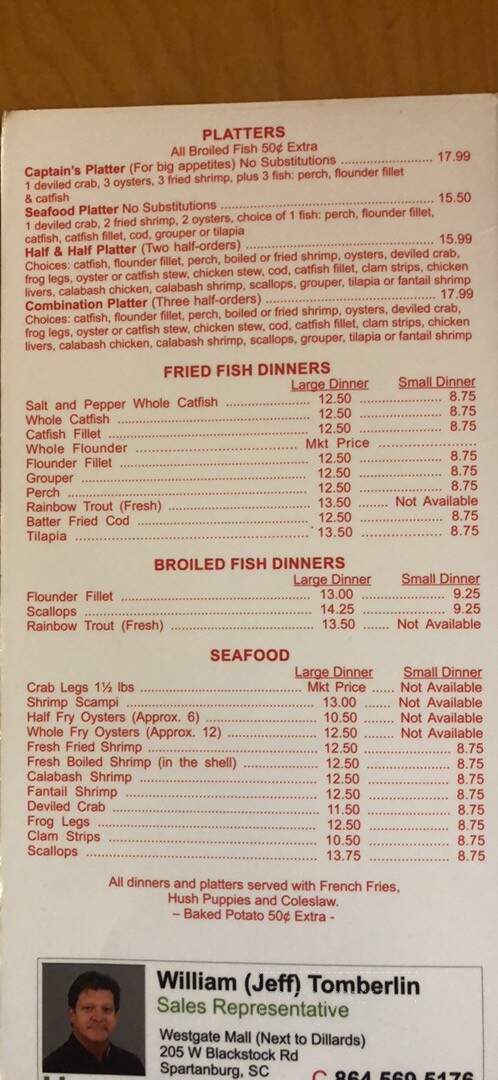 PLATTERS
All Broiled Fish 50¢ Extra
Captain's Platter (For big appetites) No Substitutions .......................... 17.99
1 deviled crab, 3 oysters, 3 fried shrimp, plus 3 fish: perch, flounder fillet
& catfish
Seafood Platter No Substitutions .......................... 15.50
1 deviled crab, 2 fried shrimp, 2 oysters, choice of 1 fish: perch, flounder fillet,
catfish, catfish fillet, cod, grouper or tilapia
Half & Half Platter (Two half-orders) .......................... 15.99
Choices: catfish, flounder fillet, perch, boiled or fried shrimp, oysters, deviled crab,
frog legs, oyster or catfish stew, chicken stew, cod, catfish fillet, clam strips, chicken
livers, calabash chicken, calabash shrimp, scallops, grouper, tilapia or fantail shrimp
Combination Platter (Three half-orders) .......................... 17.99
Choices: catfish, flounder fillet, perch, boiled or fried shrimp, oysters, deviled crab,
frog legs, oyster or catfish stew, chicken stew, cod, catfish fillet, clam strips, chicken
livers, calabash chicken, calabash shrimp, scallops, grouper, tilapia or fantail shrimp
FRIED FISH DINNERS
Large Dinner Small Dinner
Salt and Pepper Whole Catfish .................... 12.50 .................... 8.75
Whole Catfish .................... 12.50 .................... 8.75
Catfish Fillet .................... 12.50 .................... 8.75
Whole Flounder .................... Mkt Price ....................
Flounder Fillet .................... 12.50 .................... 8.75
Grouper .................... 12.50 .................... 8.75
Perch .................... 12.50 .................... 8.75
Rainbow Trout (Fresh) .................... 13.50 ....... Not Available
Batter Fried Cod .................... 12.50 .................... 8.75
Tilapia .................... 13.50 .................... 8.75
BROILED FISH DINNERS
Large Dinner Small Dinner
Flounder Fillet .................... 13.00 .................... 9.25
Scallops .................... 14.25 .................... 9.25
Rainbow Trout (Fresh) .................... 13.50 ....... Not Available
SEAFOOD
Large Dinner Small Dinner
Crab Legs 1½ lbs .................... Mkt Price ...... Not Available
Shrimp Scampi .................... 13.00 ....... Not Available
Half Fry Oysters (Approx. 6) .................... 10.50 ....... Not Available
Whole Fry Oysters (Approx. 12) .................... 12.50 ....... Not Available
Fresh Fried Shrimp .................... 12.50 .................... 8.75
Fresh Boiled Shrimp (in the shell) .................... 12.50 .................... 8.75
Calabash Shrimp .................... 12.50 .................... 8.75
Fantail Shrimp .................... 12.50 .................... 8.75
Deviled Crab .................... 11.50 .................... 8.75
Frog Legs .................... 12.50 .................... 8.75
Clam Strips .................... 10.50 .................... 8.75
Scallops .................... 13.75 .................... 8.75
All dinners and platters served with French Fries,
Hush Puppies and Coleslaw.
– Baked Potato 50¢ Extra -
William (Jeff) Tomberlin
Sales Representative
Westgate Mall (Next to Dillards)
205 W Blackstock Rd
Spartanburg, SC
C 864.569.5176